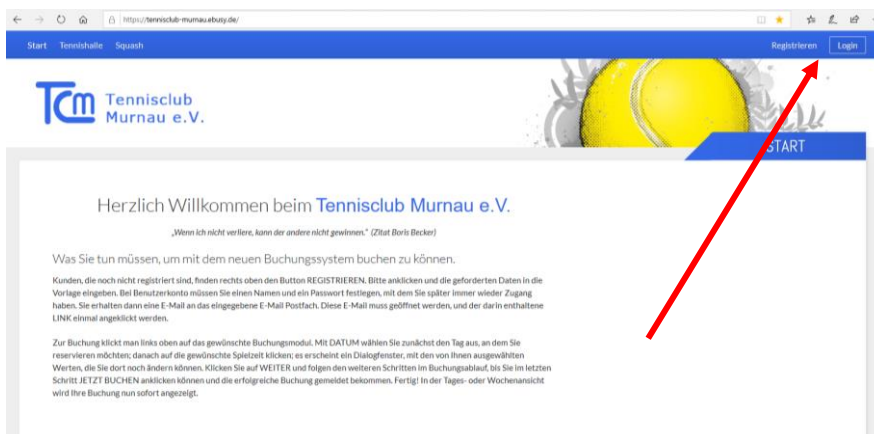 https://tennisclub-murnau.ebusy.de/
Start Tennishalle Squash Registrieren Login
TCM Tennisclub
Murnau e.V.
START
Herzlich Willkommen beim Tennisclub Murnau e.V.
„Wenn ich nicht verliere, kann der andere nicht gewinnen." (Zitat Boris Becker)
Was Sie tun müssen, um mit dem neuen Buchungssystem buchen zu können.
Kunden, die noch nicht registriert sind, finden rechts oben den Button REGISTRIEREN. Bitte anklicken und die geforderten Daten in die
Vorlage eingeben. Bei Benutzerkonto müssen Sie einen Namen und ein Passwort festlegen, mit dem Sie später immer wieder Zugang
haben. Sie erhalten dann eine E-Mail an das eingegebene E-Mail Postfach. Diese E-Mail muss geöffnet werden, und der darin enthaltene
LINK einmal angeklickt werden.
Zur Buchung klickt man links oben auf das gewünschte Buchungsmodul. Mit DATUM wählen Sie zunächst den Tag aus, an dem Sie
reservieren möchten; danach auf die gewünschte Spielzeit klicken; es erscheint ein Dialogfenster, mit den von Ihnen ausgewählten
Werten, die Sie dort noch ändern können. Klicken Sie auf WEITER und folgen den weiteren Schritten im Buchungsablauf, bis Sie im letzten
Schritt JETZT BUCHEN anklicken können und die erfolgreiche Buchung gemeldet bekommen. Fertig! In der Tages- oder Wochenansicht
wird Ihre Buchung nun sofort angezeigt.